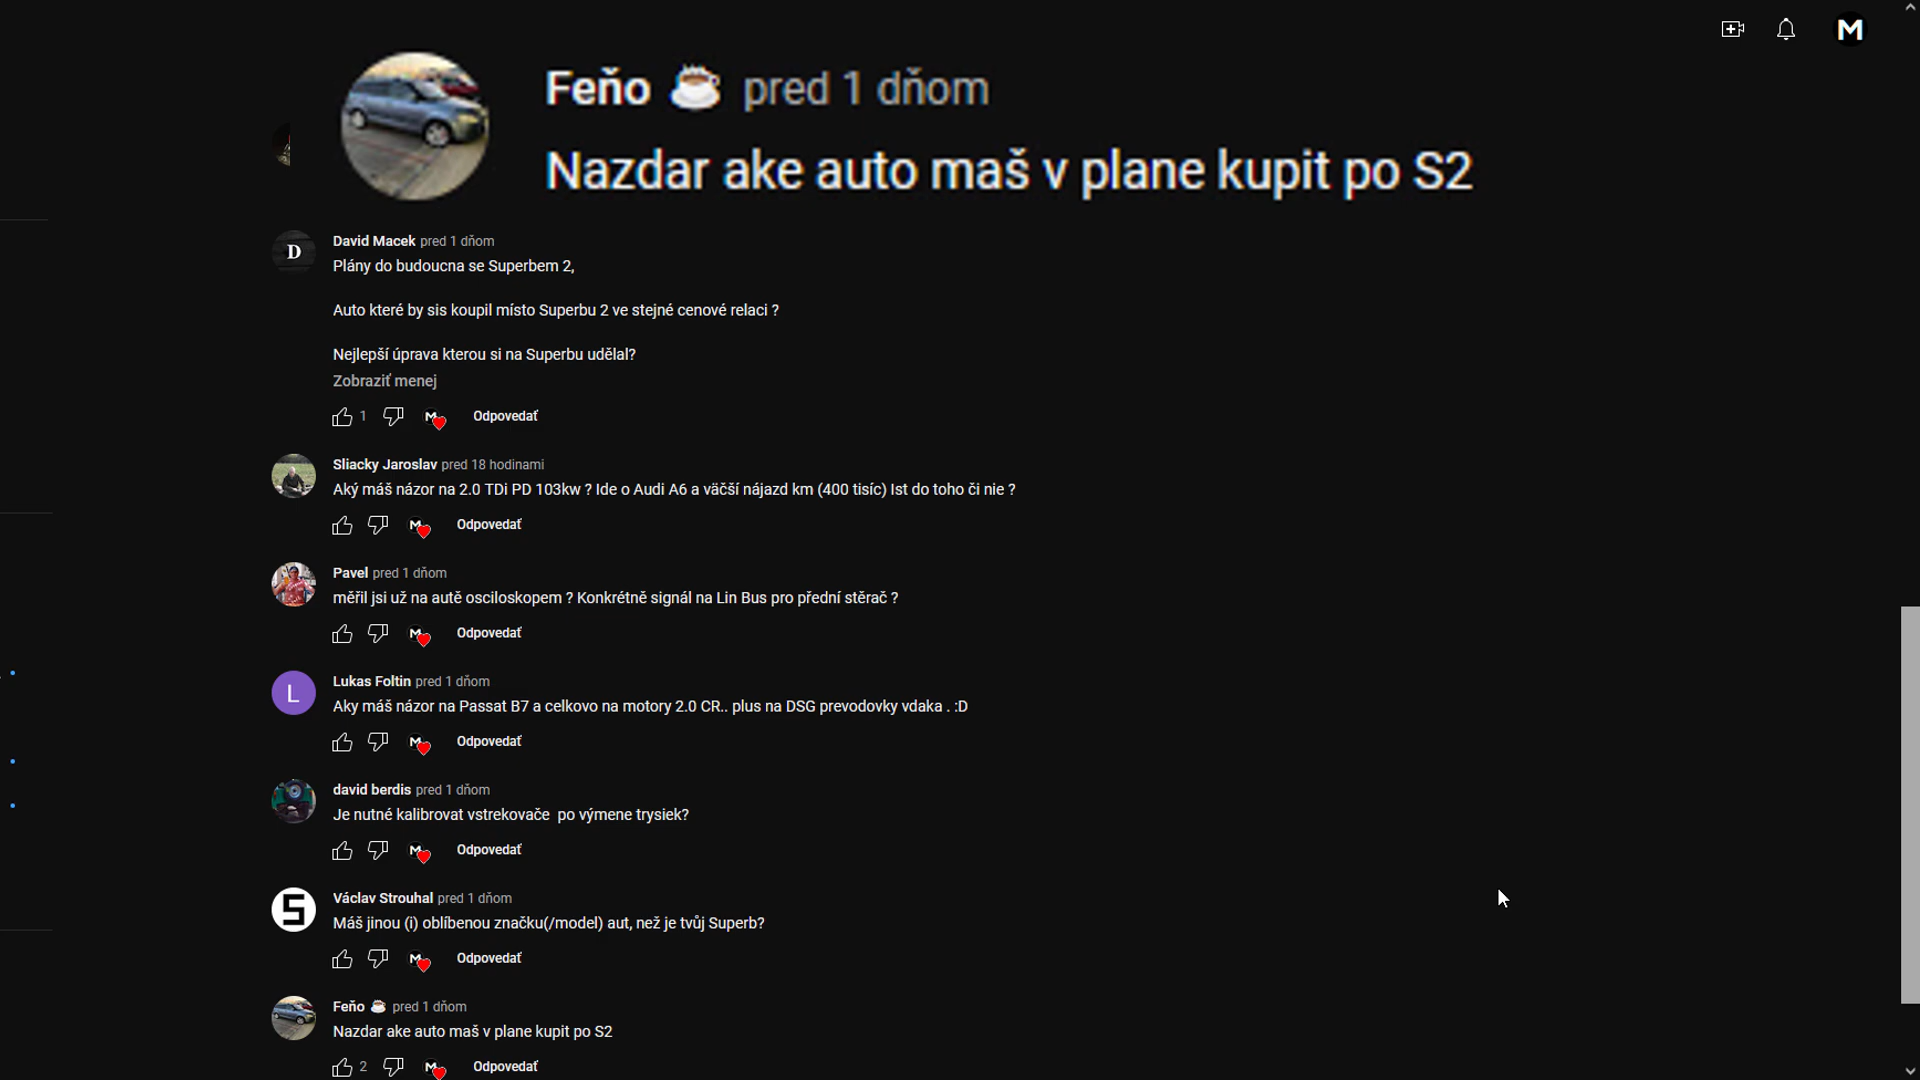 M
Feňo ☕ pred 1 dňom
Nazdar ake auto maš v plane kupit po S2
D
David Macek pred 1 dňom
Plány do budoucna se Superbem 2,
Auto které by sis koupil místo Superbu 2 ve stejné cenové relaci ?
Nejlepší úprava kterou si na Superbu udělal?
Zobraziť menej
1 M Odpovedať
Sliacky Jaroslav pred 18 hodinami
Aký máš názor na 2.0 TDi PD 103kw ? Ide o Audi A6 a väčší nájazd km (400 tisíc) Ist do toho či nie ?
M Odpovedať
Pavel pred 1 dňom
měřil jsi už na autě osciloskopem ? Konkrétně signál na Lin Bus pro přední stěrač ?
M Odpovedať
L
Lukas Foltin pred 1 dňom
Aky máš názor na Passat B7 a celkovo na motory 2.0 CR.. plus na DSG prevodovky vdaka . :D
M Odpovedať
david berdis pred 1 dňom
Je nutné kalibrovat vstrekovače  po výmene trysiek?
M Odpovedať
S
Václav Strouhal pred 1 dňom
Máš jinou (i) oblíbenou značku(/model) aut, než je tvůj Superb?
M Odpovedať
Feňo ☕ pred 1 dňom
Nazdar ake auto maš v plane kupit po S2
2 M Odpovedať